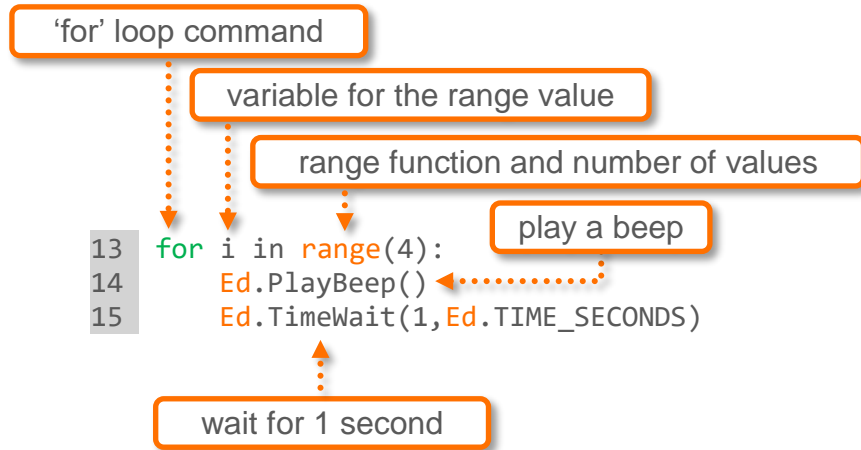 ‘for’ loop command
variable for the range value
range function and number of values
play a beep
13 for i in range(4):
14 Ed.PlayBeep()
15 Ed.TimeWait(1,Ed.TIME_SECONDS)
wait for 1 second